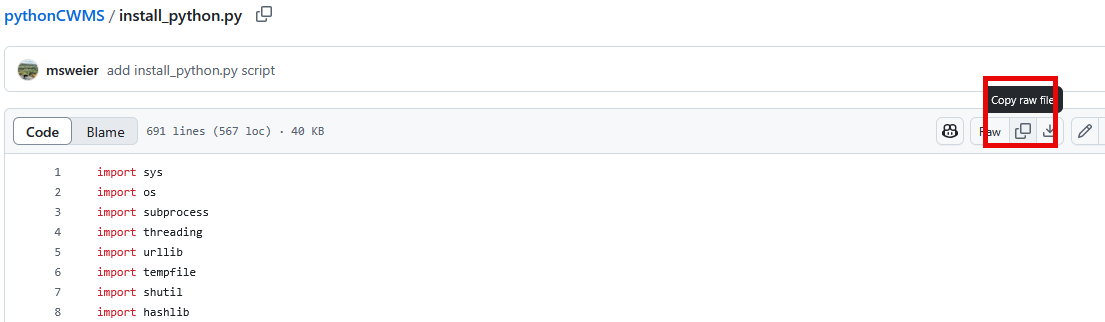 pythonCWMS / install_python.py
msweier add install_python.py script
Copy raw file
Code Blame 691 lines (567 loc) · 40 KB Raw
1 import sys
2 import os
3 import subprocess
4 import threading
5 import urllib
6 import tempfile
7 import shutil
8 import hashlib